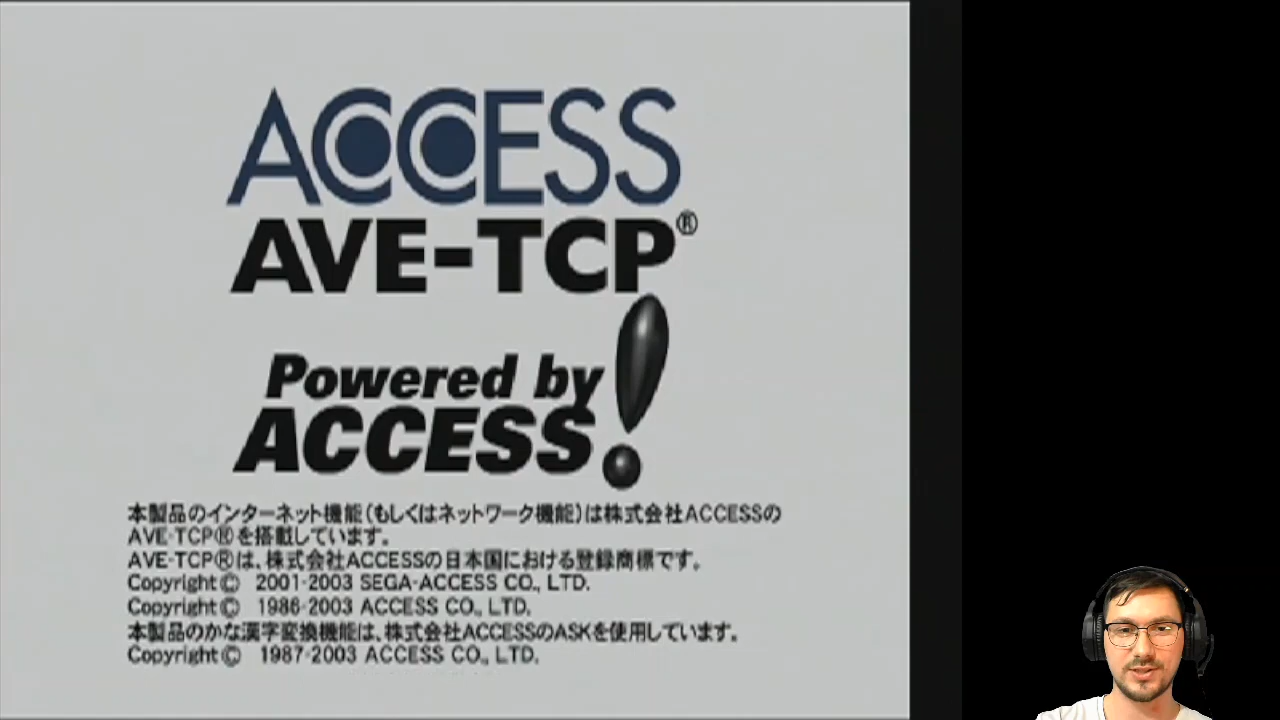 ACCESS
AVE-TCP®
Powered by
ACCESS!
本製品のインターネット機能(もしくはネットワーク機能)は株式会社ACCESSの
AVE-TCP®を搭載しています。
AVE-TCP®は、株式会社ACCESSの日本国における登録商標です。
Copyright© 2001-2003 SEGA-ACCESS CO., LTD.
Copyright© 1986-2003 ACCESS CO., LTD.
本製品のかな漢字変換機能は、株式会社ACCESSのASKを使用しています。
Copyright© 1987-2003 ACCESS CO., LTD.